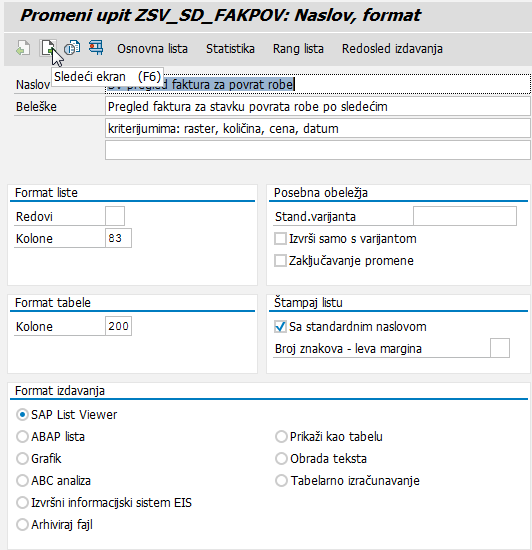 Promeni upit ZSV_SD_FAKPOV: Naslov, format
Osnovna lista Statistika Rang lista Redosled izdavanja
Sledeći ekran (F6)
Naslov pregled faktura za povrat robe
Beleške Pregled faktura za stavku povrata robe po sledećim
kriterijumima: raster, količina, cena, datum
Format liste
Redovi
Kolone 83
Posebna obeležja
Stand.varijanta
Izvrši samo s varijantom
Zaključavanje promene
Format tabele
Kolone 200
Štampaj listu
Sa standardnim naslovom
Broj znakova - leva margina
Format izdavanja
SAP List Viewer
ABAP lista Prikaži kao tabelu
Grafik Obrada teksta
ABC analiza Tabelarno izračunavanje
Izvršni informacijski sistem EIS
Arhiviraj fajl